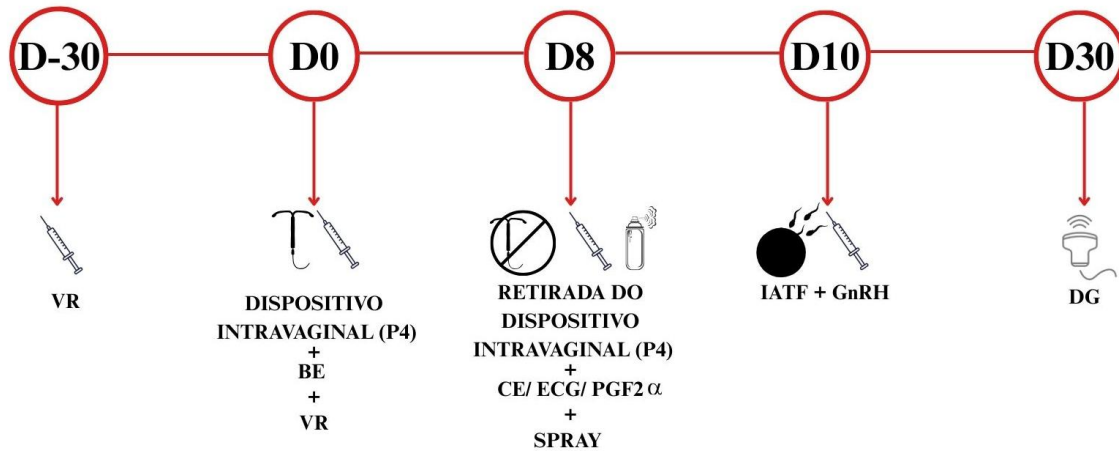 D-30
D0
D8
D10
D30
VR
DISPOSITIVO
INTRAVAGINAL (P4)
+
BE
+
VR
RETIRADA DO
DISPOSITIVO
INTRAVAGINAL (P4)
+
CE/ ECG/ PGF2 α
+
SPRAY
IATF + GnRH
DG